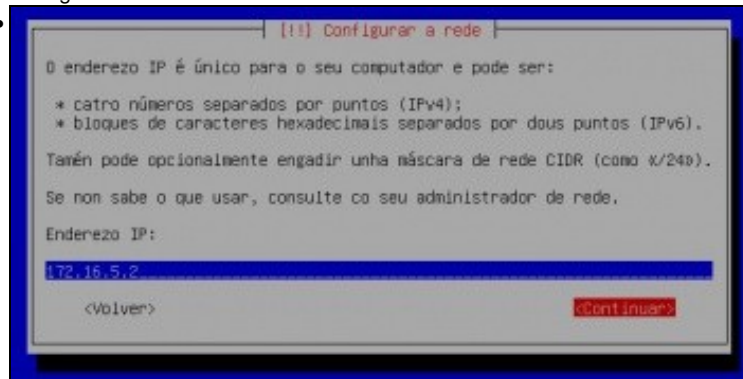 [!!] Configurar a rede
O enderezo IP é único para o seu computador e pode ser:
* catro números separados por puntos (IPv4);
* bloques de caracteres hexadecimais separados por dous puntos (IPv6).
Tamén pode opcionalmente engadir unha máscara de rede CIDR (como «/24»).
Se non sabe o que usar, consulte co seu administrador de rede.
Enderezo IP:
172.16.5.2
<Volver> <Continuar>